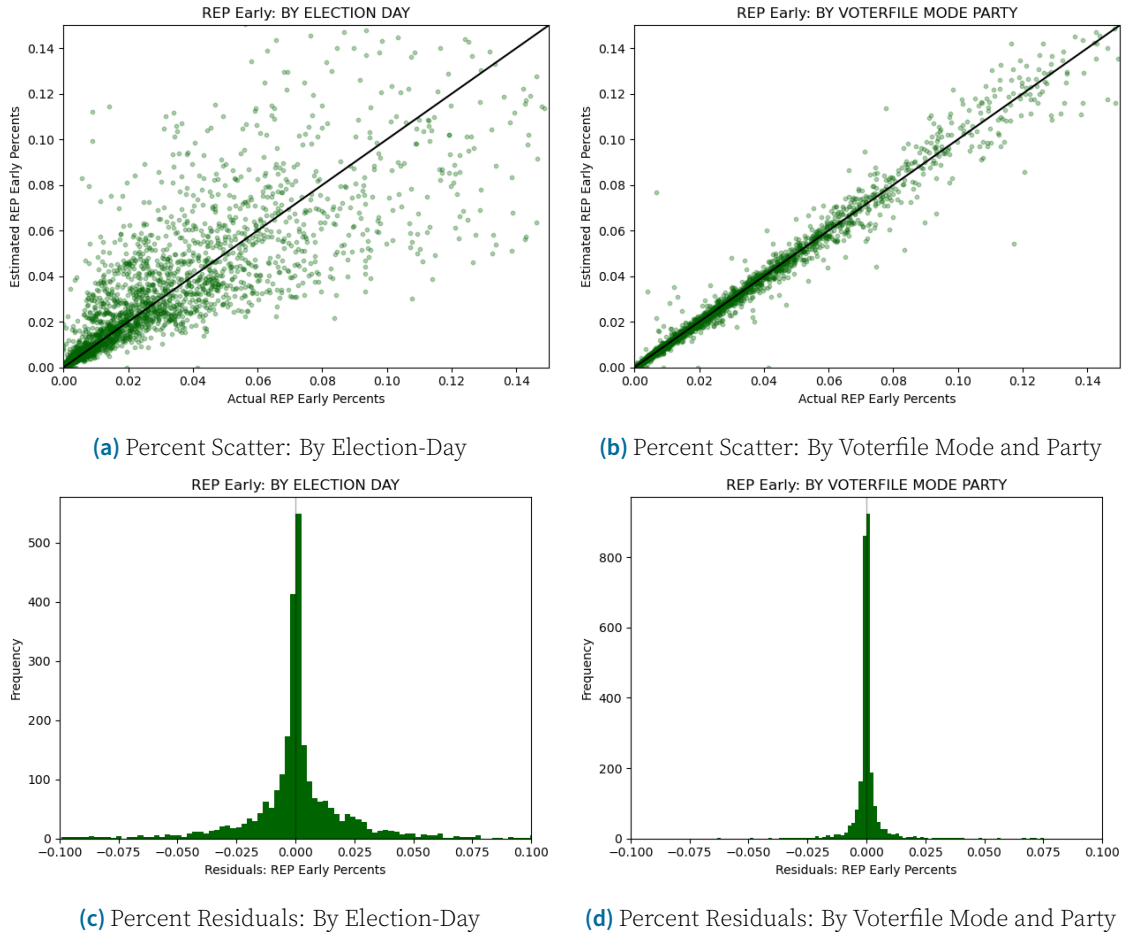 REP Early: BY ELECTION DAY
Estimated REP Early Percents
0.14
0.12
0.10
0.08
0.06
0.04
0.02
0.00
0.00 0.02 0.04 0.06 0.08 0.10 0.12 0.14
Actual REP Early Percents
(a) Percent Scatter: By Election-Day
REP Early: BY VOTERFILE MODE PARTY
Estimated REP Early Percents
0.14
0.12
0.10
0.08
0.06
0.04
0.02
0.00
0.00 0.02 0.04 0.06 0.08 0.10 0.12 0.14
Actual REP Early Percents
(b) Percent Scatter: By Voterfile Mode and Party
REP Early: BY ELECTION DAY
Frequency
500
400
300
200
100
0
−0.100 −0.075 −0.050 −0.025 0.000 0.025 0.050 0.075 0.100
Residuals: REP Early Percents
(c) Percent Residuals: By Election-Day
REP Early: BY VOTERFILE MODE PARTY
Frequency
800
600
400
200
0
−0.100 −0.075 −0.050 −0.025 0.000 0.025 0.050 0.075 0.100
Residuals: REP Early Percents
(d) Percent Residuals: By Voterfile Mode and Party